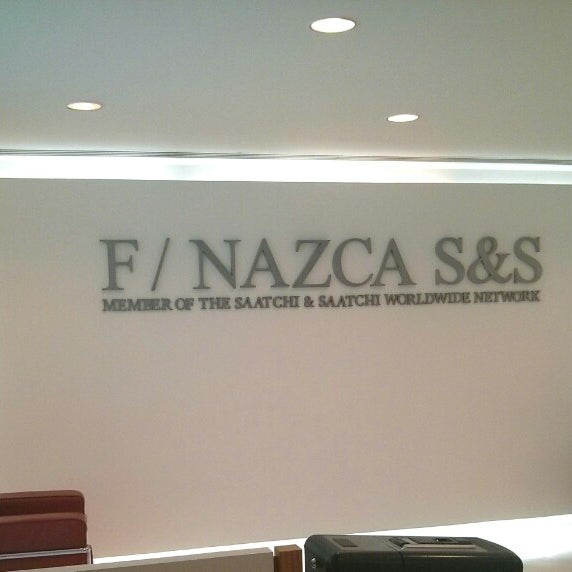 F/ NAZCA S&S
MEMBER OF THE SAATCHI & SAATCHI WORLDWIDE NETWORK